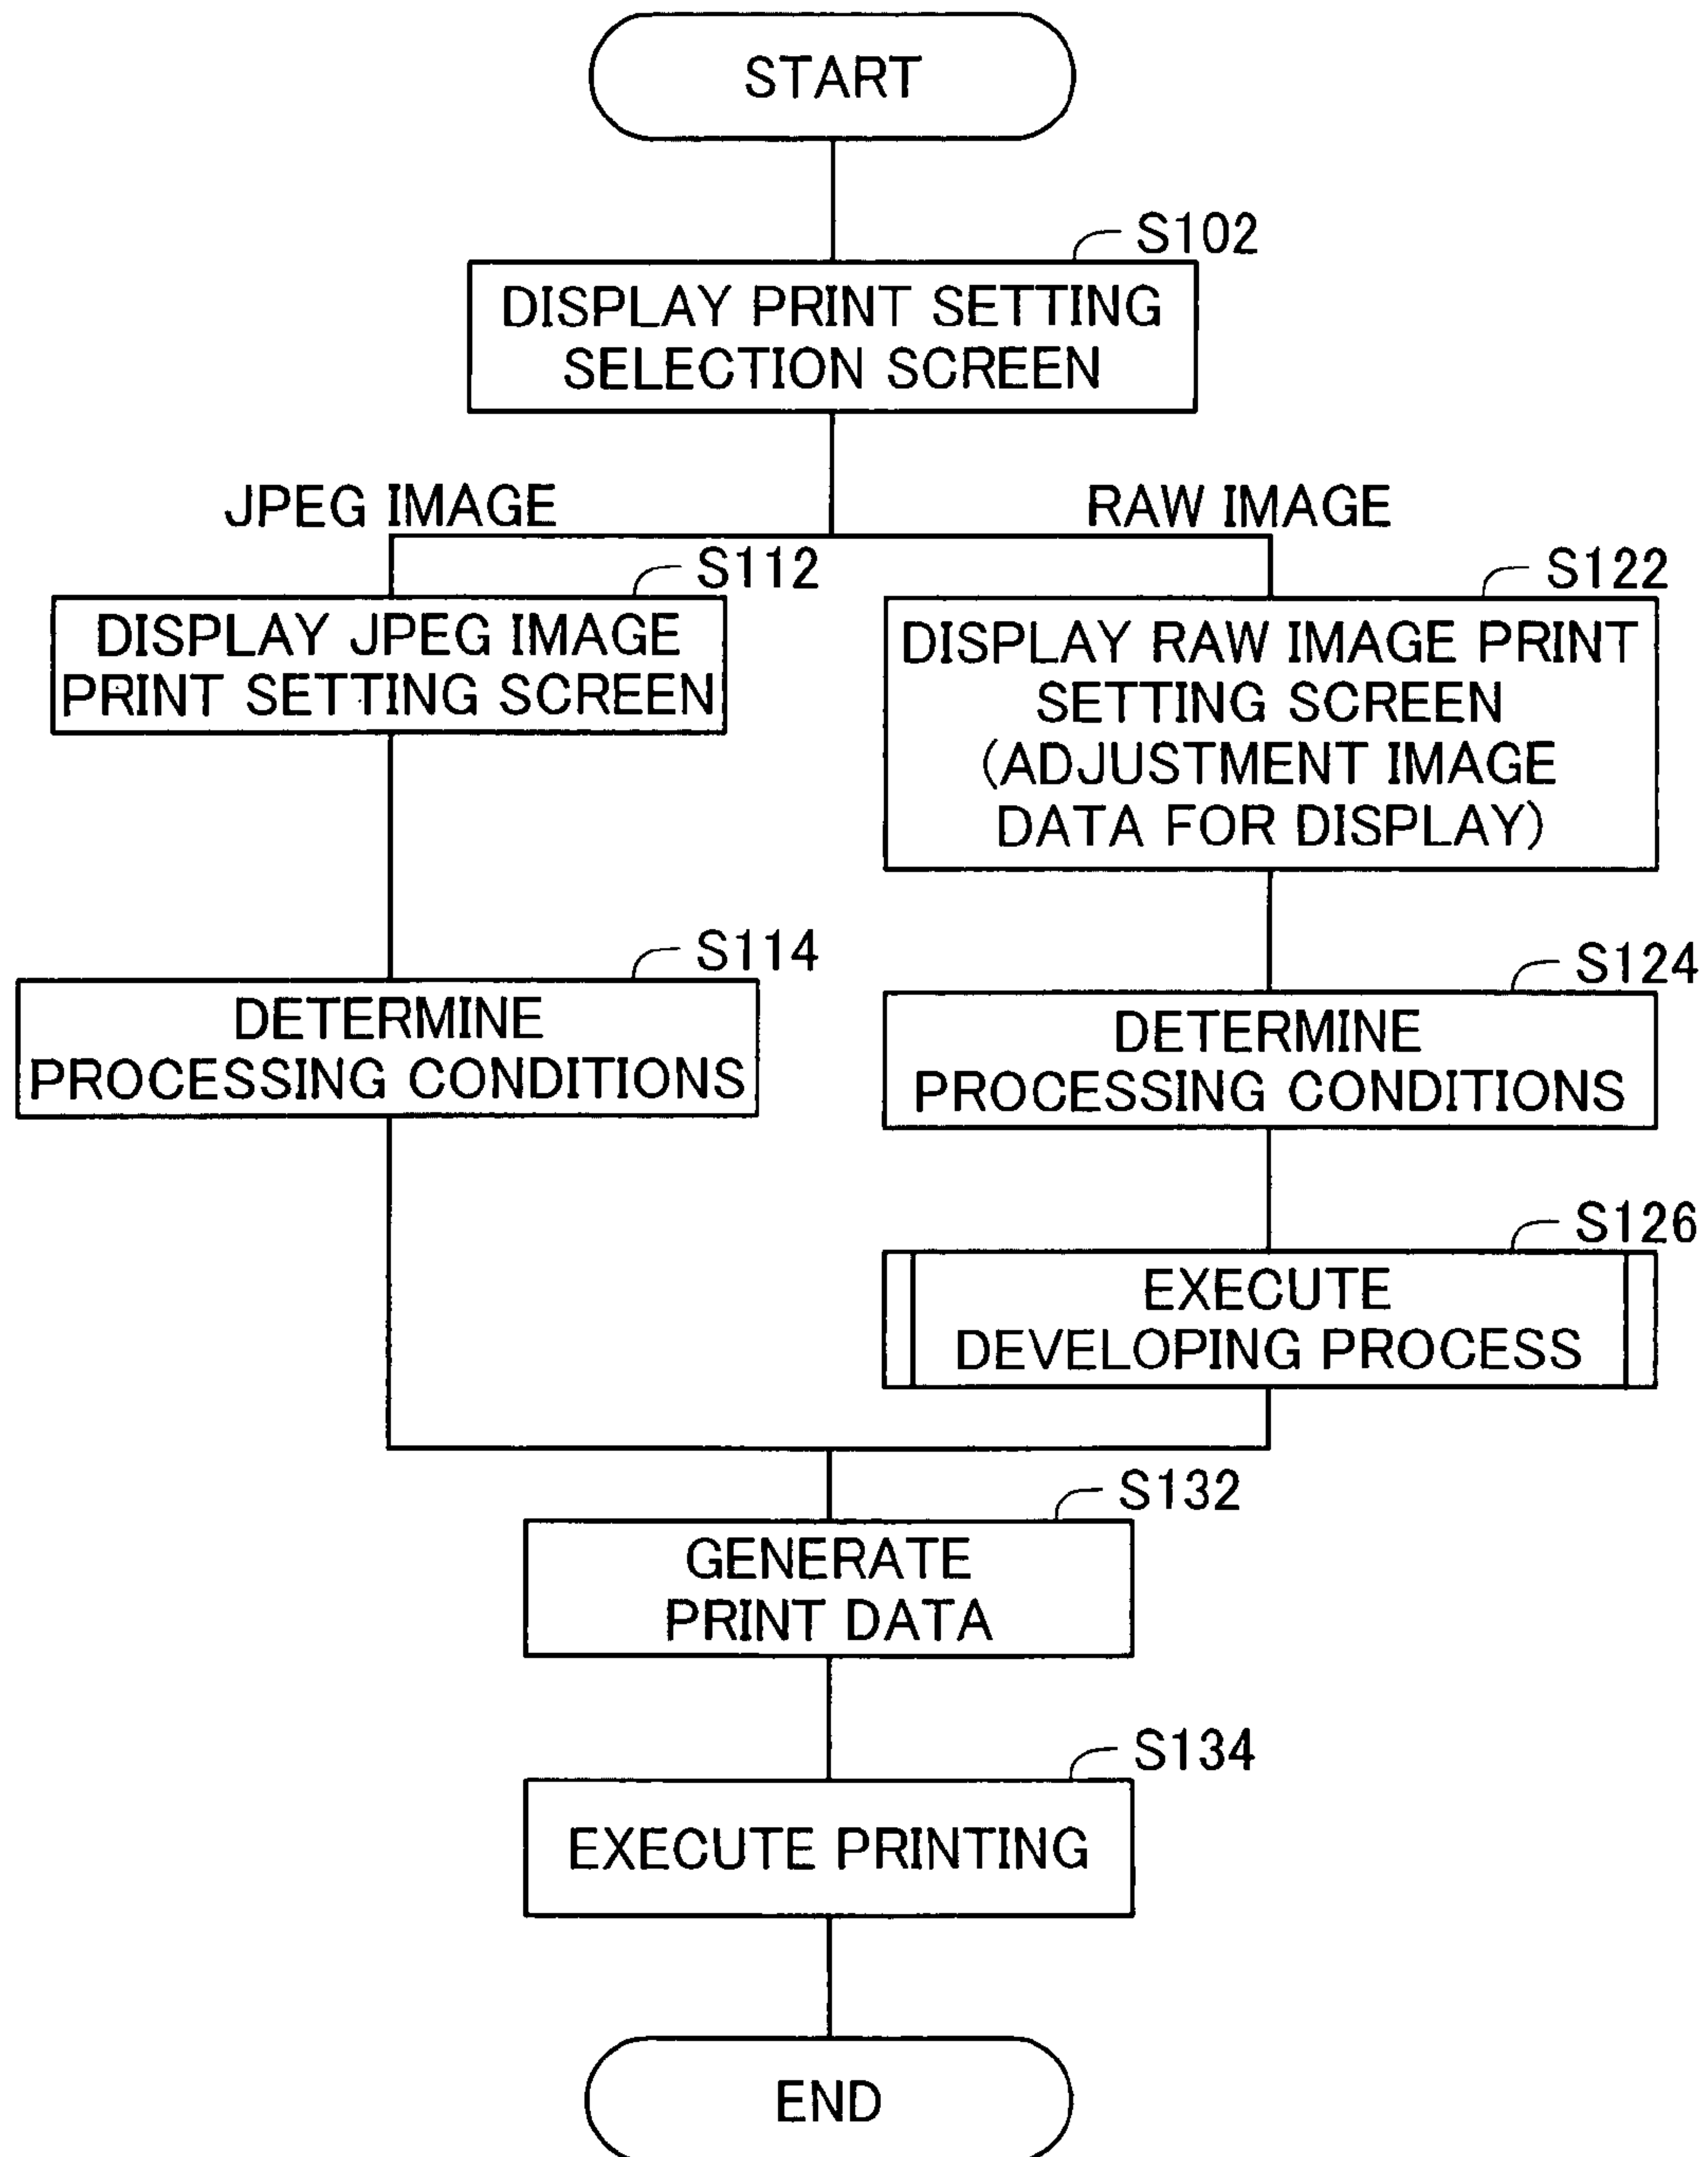 START
S102
DISPLAY PRINT SETTING
SELECTION SCREEN
JPEG IMAGE
RAW IMAGE
S112
DISPLAY JPEG IMAGE
PRINT SETTING SCREEN
S122
DISPLAY RAW IMAGE PRINT
SETTING SCREEN
(ADJUSTMENT IMAGE
DATA FOR DISPLAY)
S114
DETERMINE
PROCESSING CONDITIONS
S124
DETERMINE
PROCESSING CONDITIONS
S126
EXECUTE
DEVELOPING PROCESS
S132
GENERATE
PRINT DATA
S134
EXECUTE PRINTING
END